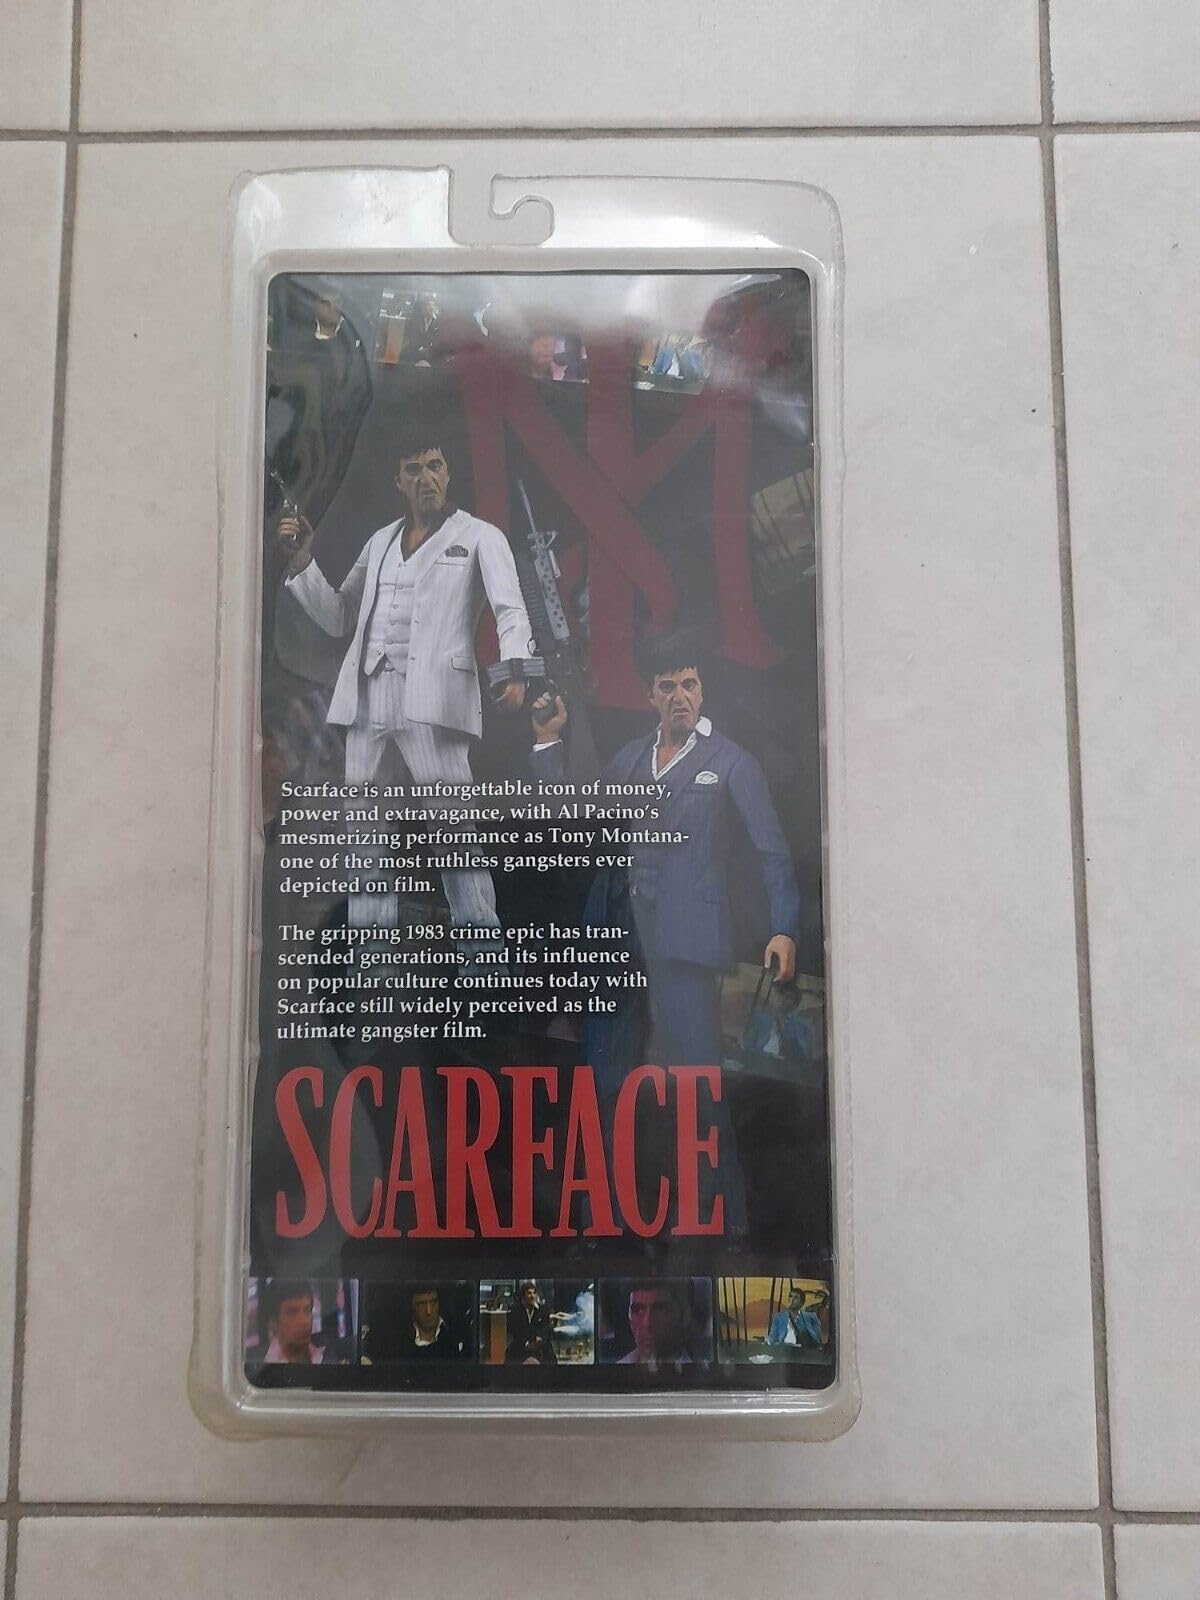 TM
Scarface is an unforgettable icon of money,
power and extravagance, with Al Pacino's
mesmerizing performance as Tony Montana-
one of the most ruthless gangsters ever
depicted on film.
The gripping 1983 crime epic has tran-
scended generations, and its influence
on popular culture continues today with
Scarface still widely perceived as the
ultimate gangster film.
SCARFACE
TM